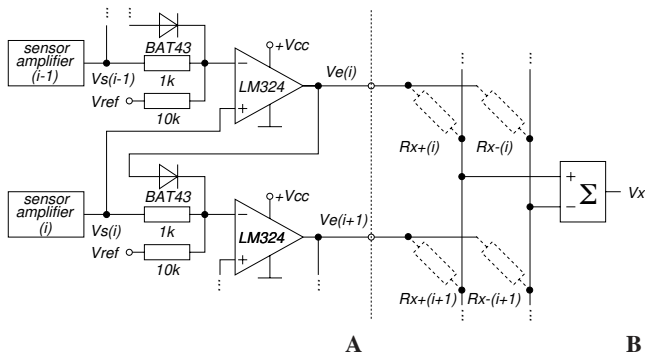 sensor
amplifier
(i-1)
Vs(i-1)
BAT43
1k
Vref
10k
+Vcc
LM324
−
+
Ve(i)
Rx+(i)
Rx-(i)
sensor
amplifier
(i)
Vs(i)
BAT43
1k
Vref
10k
+Vcc
LM324
−
+
Ve(i+1)
Rx+(i+1)
Rx-(i+1)
+
−
Σ
Vx
A
B